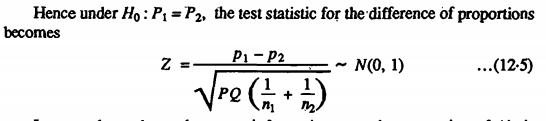 Hence under H₀ : P₁ = P₂, the test statistic for the difference of proportions
becomes
Z = (p₁ − p₂) / √(PQ (1/n₁ + 1/n₂)) ~ N(0, 1) ...(12·5)